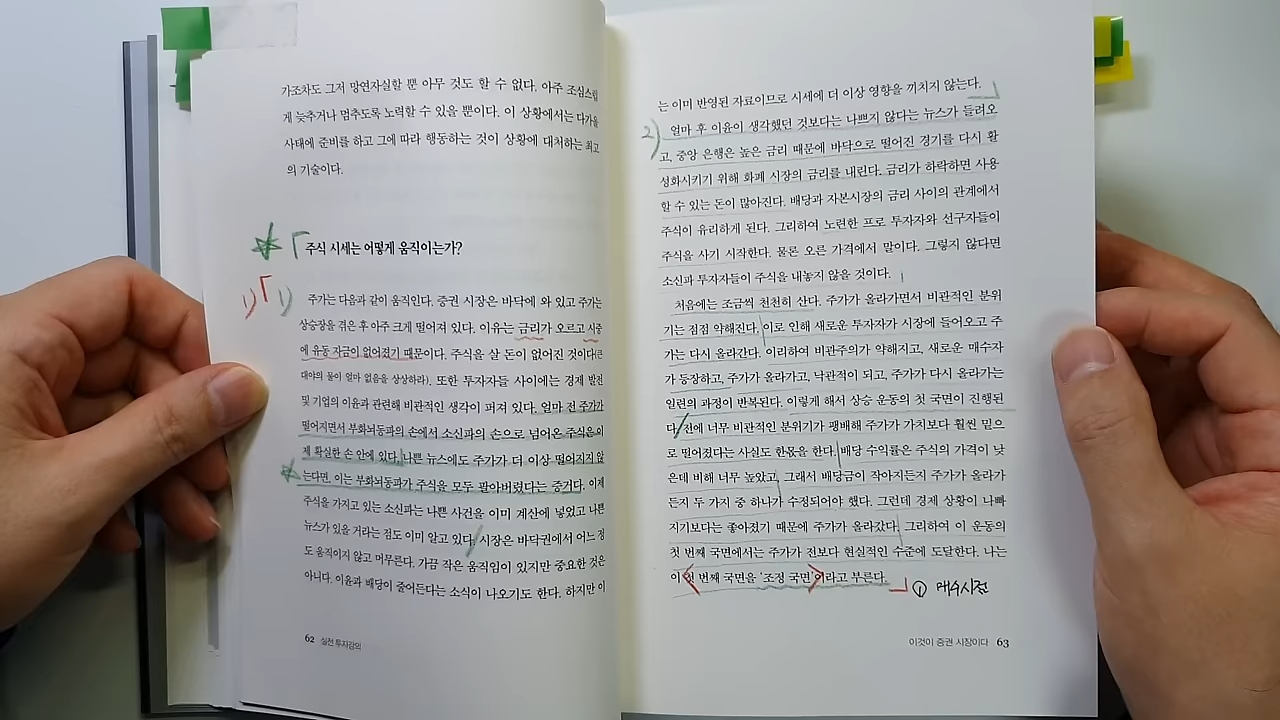 가조차도 그저 망연자실할 뿐 아무 것도 할 수 없다. 아주 조심스럽
게 늦추거나 멈추도록 노력할 수 있을 뿐이다. 이 상황에서는 다가올
사태에 준비를 하고 그에 따라 행동하는 것이 상황에 대처하는 최고
의 기술이다.
주식 시세는 어떻게 움직이는가?
1) 1)
주가는 다음과 같이 움직인다. 증권 시장은 바닥에 와 있고 주가는
상승장을 겪은 후 아주 크게 떨어져 있다. 이유는 금리가 오르고 시중
에 유동 자금이 없어졌기 때문이다. 주식을 살 돈이 없어진 것이다(큰
대야의 물이 얼마 없음을 상상하라). 또한 투자자들 사이에는 경제 발전
및 기업의 이윤과 관련해 비관적인 생각이 퍼져 있다. 얼마 전 주가가
떨어지면서 부화뇌동파의 손에서 소신파의 손으로 넘어온 주식은 이
제 확실한 손 안에 있다. 나쁜 뉴스에도 주가가 더 이상 떨어지지 않
는다면, 이는 부화뇌동파가 주식을 모두 팔아버렸다는 증거다. 이제
주식을 가지고 있는 소신파는 나쁜 사건을 이미 계산에 넣었고 나쁜
뉴스가 있을 거라는 점도 이미 알고 있다. 시장은 바닥권에서 어느 정
도 움직이지 않고 머무른다. 가끔 작은 움직임이 있지만 중요한 것은
아니다. 이윤과 배당이 줄어든다는 소식이 나오기도 한다. 하지만 이
62 실전 투자강의
는 이미 반영된 자료이므로 시세에 더 이상 영향을 끼치지 않는다.
2)
얼마 후 이윤이 생각했던 것보다는 나쁘지 않다는 뉴스가 들려오
고, 중앙 은행은 높은 금리 때문에 바닥으로 떨어진 경기를 다시 활
성화시키기 위해 화폐 시장의 금리를 내린다. 금리가 하락하면 사용
할 수 있는 돈이 많아진다. 배당과 자본시장의 금리 사이의 관계에서
주식이 유리하게 된다. 그리하여 노련한 프로 투자자와 선구자들이
주식을 사기 시작한다. 물론 오른 가격에서 말이다. 그렇지 않다면
소신과 투자자들이 주식을 내놓지 않을 것이다.
처음에는 조금씩 천천히 산다. 주가가 올라가면서 비관적인 분위
기는 점점 약해진다. 이로 인해 새로운 투자자가 시장에 들어오고 주
가는 다시 올라간다. 이리하여 비관주의가 약해지고, 새로운 매수자
가 등장하고, 주가가 올라가고, 낙관적이 되고, 주가가 다시 올라가는
일련의 과정이 반복된다. 이렇게 해서 상승 운동의 첫 국면이 진행된
다. 전에 너무 비관적인 분위기가 팽배해 주가가 가치보다 훨씬 밑으
로 떨어졌다는 사실도 한몫을 한다. 배당 수익률은 주식의 가격이 낮
은데 비해 너무 높았고, 그래서 배당금이 작아지든지 주가가 올라가
든지 두 가지 중 하나가 수정되어야 했다. 그런데 경제 상황이 나빠
지기보다는 좋아졌기 때문에 주가가 올라갔다. 그리하여 이 운동의
첫 번째 국면에서는 주가가 전보다 현실적인 수준에 도달한다. 나는
이 첫 번째 국면을 '조정 국면'이라고 부른다.
① 매수시점
이것이 증권 시장이다 63